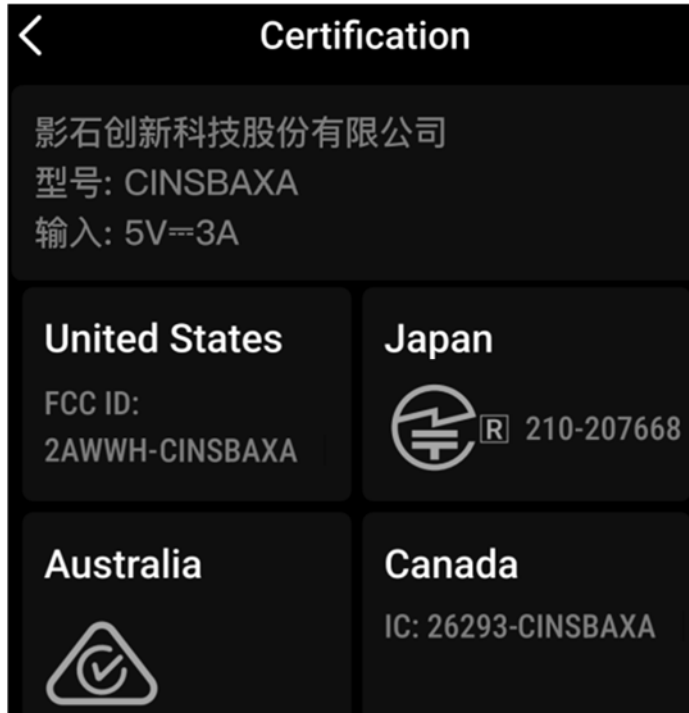 Certification
影石创新科技股份有限公司
型号: CINSBAXA
输入: 5V⎓3A
United States
FCC ID:
2AWWH-CINSBAXA
Japan
R 210-207668
Australia
Canada
IC: 26293-CINSBAXA